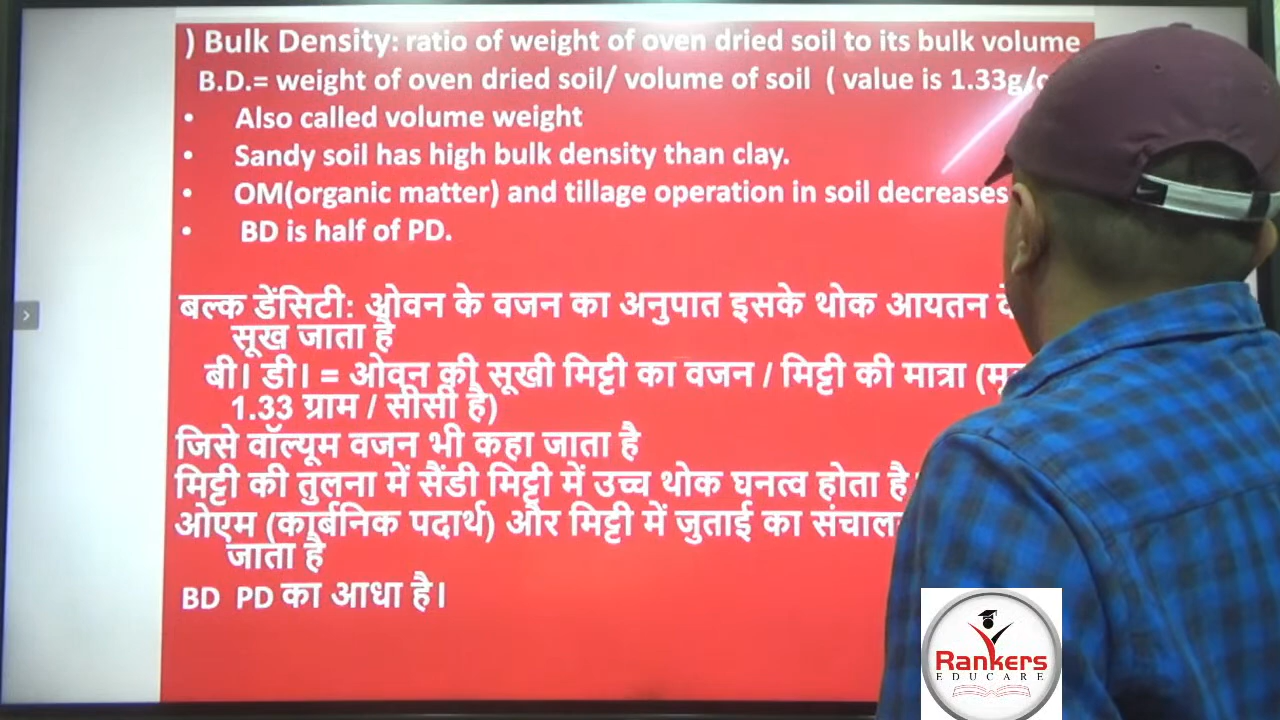 ) Bulk Density: ratio of weight of oven dried soil to its bulk volume
B.D.= weight of oven dried soil/ volume of soil ( value is 1.33g/c
• Also called volume weight
• Sandy soil has high bulk density than clay.
• OM(organic matter) and tillage operation in soil decreases
• BD is half of PD.
बल्क डेंसिटी: ओवन के वजन का अनुपात इसके थोक आयतन
सूख जाता है
बी। डी। = ओवन की सूखी मिट्टी का वजन / मिट्टी की मात्रा
1.33 ग्राम / सीसी है)
जिसे वॉल्यूम वजन भी कहा जाता है
मिट्टी की तुलना में सैंडी मिट्टी में उच्च थोक घनत्व होता है
ओएम (कार्बनिक पदार्थ) और मिट्टी में जुताई का
जाता है
BD PD का आधा है।
Rankers
EDUCARE